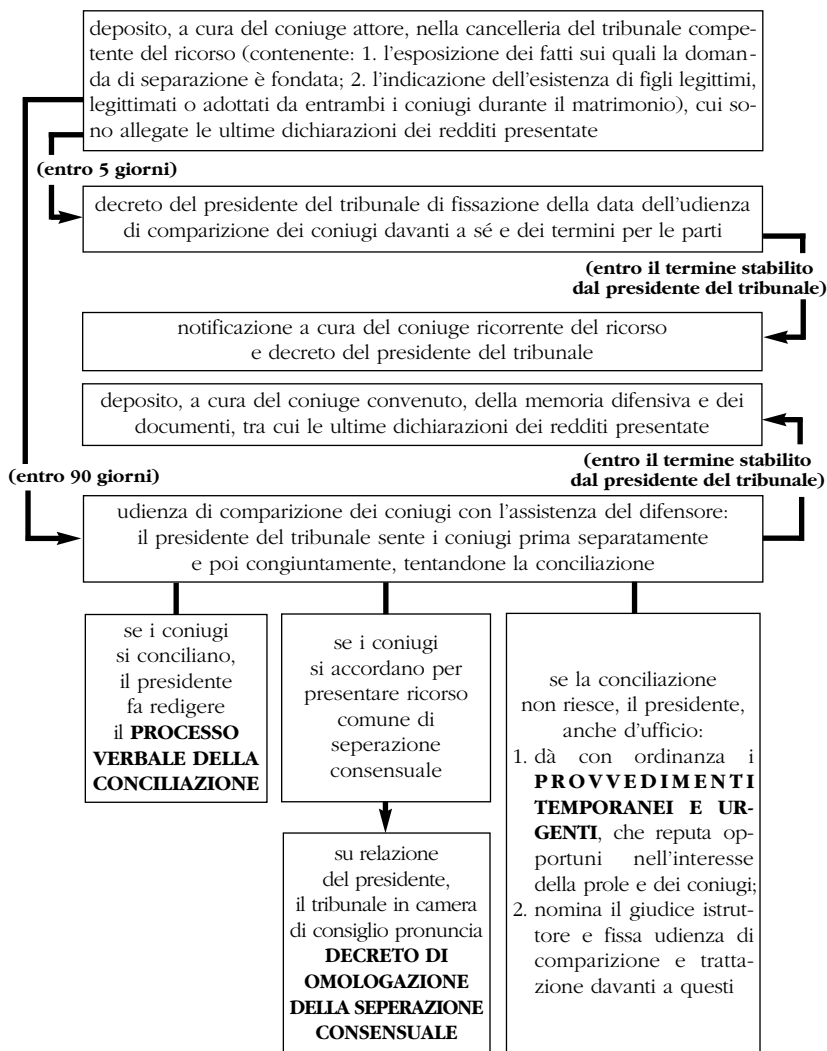 deposito, a cura del coniuge attore, nella cancelleria del tribunale compe-
tente del ricorso (contenente: 1. l'esposizione dei fatti sui quali la doman-
da di separazione è fondata; 2. l'indicazione dell'esistenza di figli legittimi,
legittimati o adottati da entrambi i coniugi durante il matrimonio), cui so-
no allegate le ultime dichiarazioni dei redditi presentate
(entro 5 giorni)
decreto del presidente del tribunale di fissazione della data dell'udienza
di comparizione dei coniugi davanti a sé e dei termini per le parti
(entro il termine stabilito
dal presidente del tribunale)
notificazione a cura del coniuge ricorrente del ricorso
e decreto del presidente del tribunale
deposito, a cura del coniuge convenuto, della memoria difensiva e dei
documenti, tra cui le ultime dichiarazioni dei redditi presentate
(entro 90 giorni)
(entro il termine stabilito
dal presidente del tribunale)
udienza di comparizione dei coniugi con l'assistenza del difensore:
il presidente del tribunale sente i coniugi prima separatamente
e poi congiuntamente, tentandone la conciliazione
se i coniugi
si conciliano,
il presidente
fa redigere
il PROCESSO
VERBALE DELLA
CONCILIAZIONE
se i coniugi
si accordano per
presentare ricorso
comune di
seperazione
consensuale
su relazione
del presidente,
il tribunale in camera
di consiglio pronuncia
DECRETO DI
OMOLOGAZIONE
DELLA SEPERAZIONE
CONSENSUALE
se la conciliazione
non riesce, il presidente,
anche d'ufficio:
1. dà con ordinanza i
PROVVEDIMENTI
TEMPORANEI E UR-
GENTI, che reputa op-
portuni nell'interesse
della prole e dei coniugi;
2. nomina il giudice istrut-
tore e fissa udienza di
comparizione e tratta-
zione davanti a questi